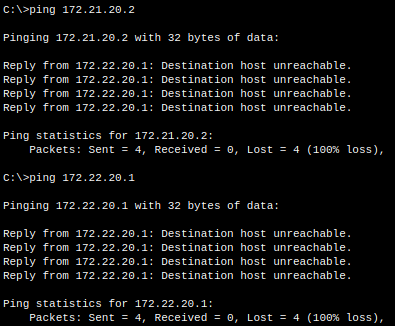 C:\>ping 172.21.20.2
Pinging 172.21.20.2 with 32 bytes of data:
Reply from 172.22.20.1: Destination host unreachable.
Reply from 172.22.20.1: Destination host unreachable.
Reply from 172.22.20.1: Destination host unreachable.
Reply from 172.22.20.1: Destination host unreachable.
Ping statistics for 172.21.20.2:
    Packets: Sent = 4, Received = 0, Lost = 4 (100% loss),
C:\>ping 172.22.20.1
Pinging 172.22.20.1 with 32 bytes of data:
Reply from 172.22.20.1: Destination host unreachable.
Reply from 172.22.20.1: Destination host unreachable.
Reply from 172.22.20.1: Destination host unreachable.
Reply from 172.22.20.1: Destination host unreachable.
Ping statistics for 172.22.20.1:
    Packets: Sent = 4, Received = 0, Lost = 4 (100% loss),